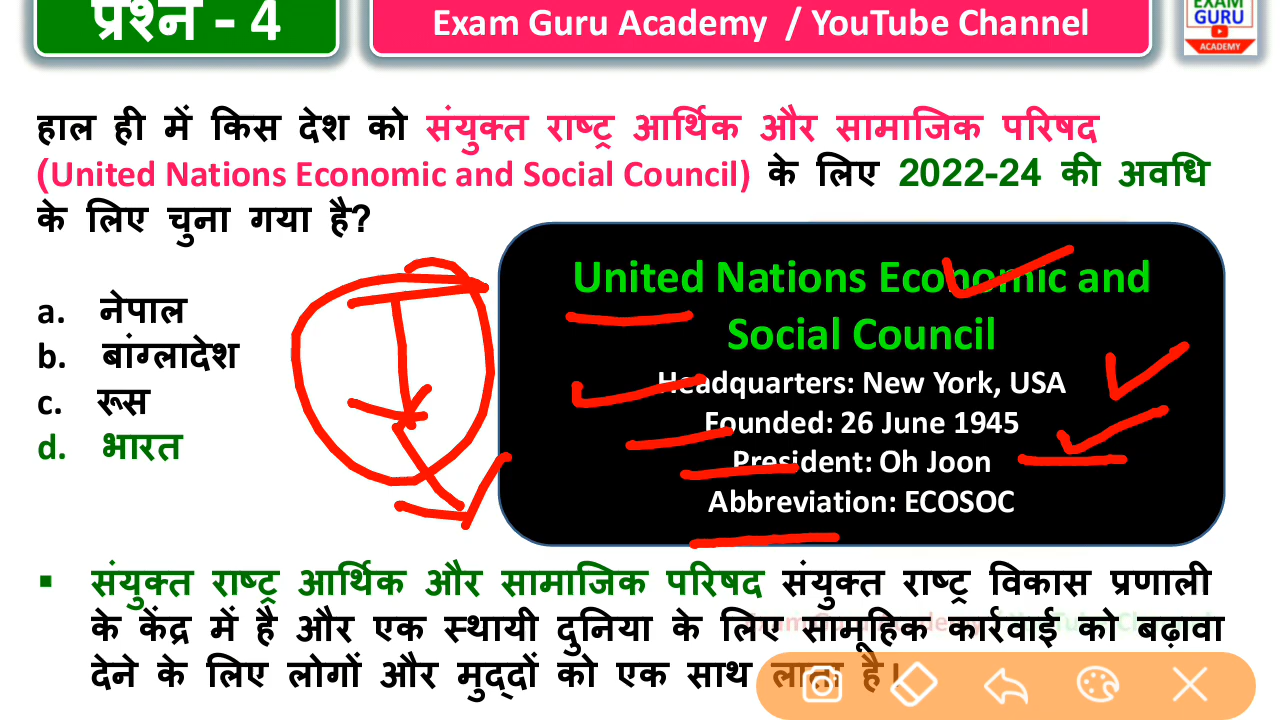 प्रश्न - 4
Exam Guru Academy / YouTube Channel
EXAM
GURU
ACADEMY
हाल ही में किस देश को संयुक्त राष्ट्र आर्थिक और सामाजिक परिषद
(United Nations Economic and Social Council) के लिए 2022-24 की अवधि
के लिए चुना गया है?
a. नेपाल
b. बांग्लादेश
c. रूस
d. भारत
United Nations Economic and
Social Council
Headquarters: New York, USA
Founded: 26 June 1945
President: Oh Joon
Abbreviation: ECOSOC
▪ संयुक्त राष्ट्र आर्थिक और सामाजिक परिषद संयुक्त राष्ट्र विकास प्रणाली
के केंद्र में है और एक स्थायी दुनिया के लिए सामूहिक कार्रवाई को बढ़ावा
देने के लिए लोगों और मुद्दों को एक साथ लाता है।